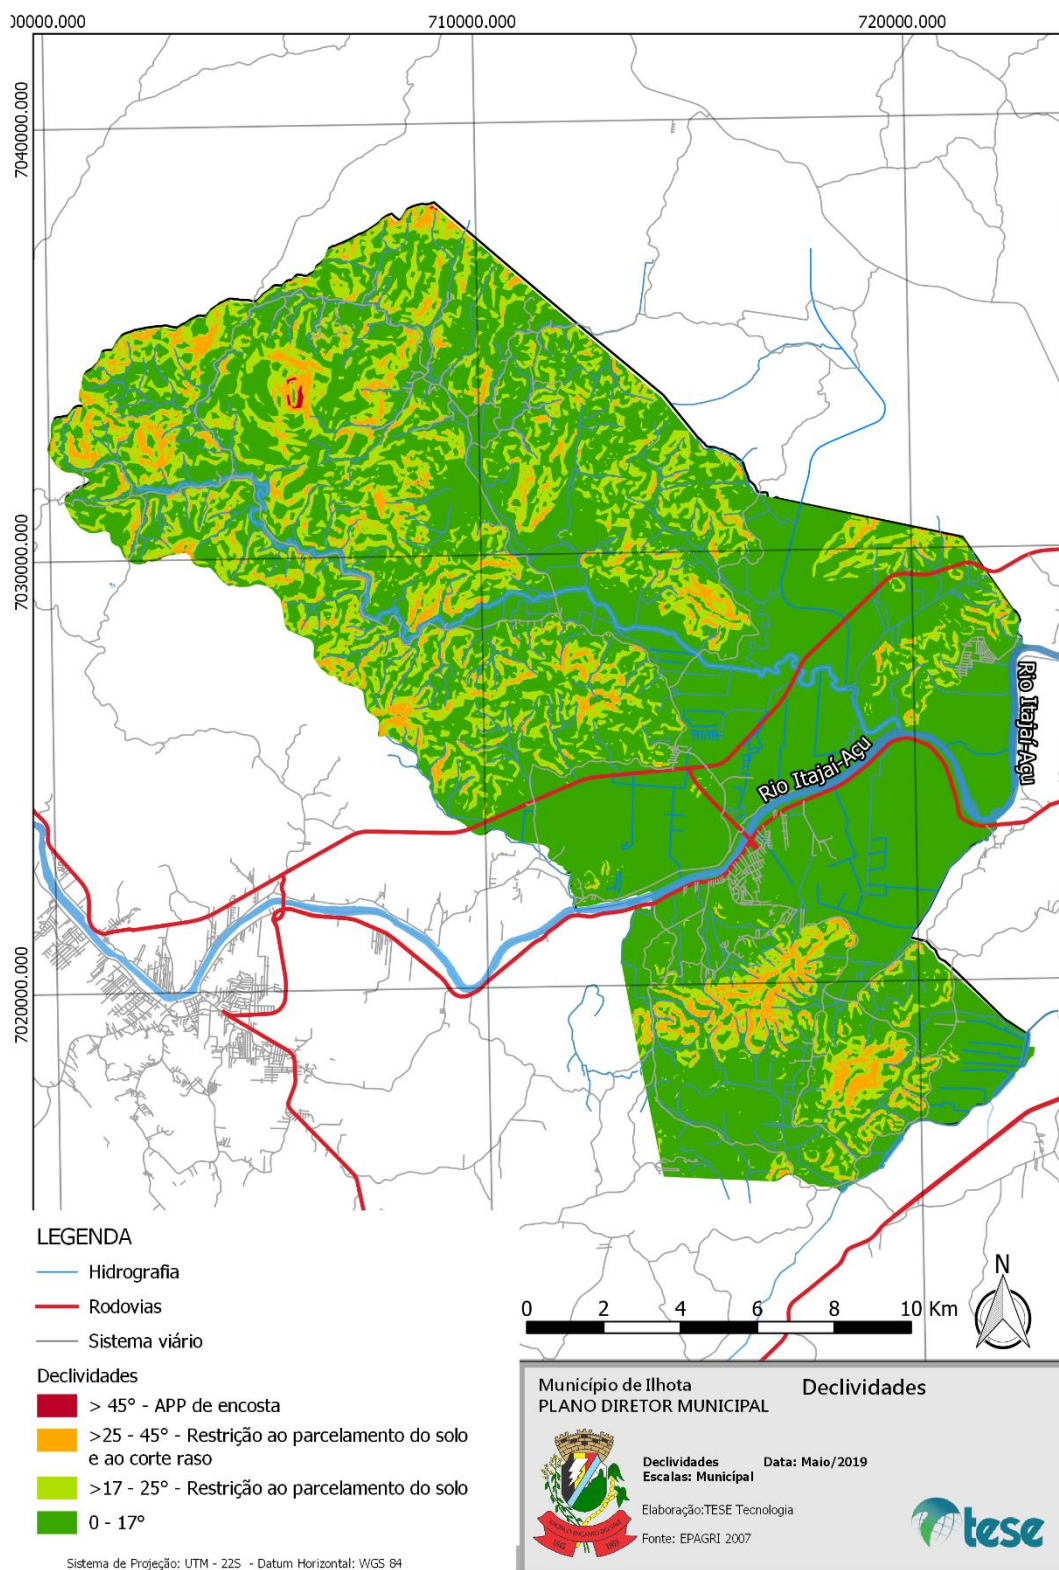 00000.000
710000.000
720000.000
7040000.000
7030000.000
7020000.000
Rio Itajaí-Açu
Rio Itajaí-Açu
LEGENDA
Hidrografia
Rodovias
Sistema viário
Declividades
> 45° - APP de encosta
>25 - 45° - Restrição ao parcelamento do solo
e ao corte raso
>17 - 25° - Restrição ao parcelamento do solo
0 - 17°
Sistema de Projeção: UTM - 22S - Datum Horizontal: WGS 84
N
0 2 4 6 8 10 Km
Município de Ilhota
PLANO DIRETOR MUNICIPAL
Declividades
Declividades Data: Maio/2019
Escalas: Municipal
Elaboração:TESE Tecnologia
Fonte: EPAGRI 2007
tese